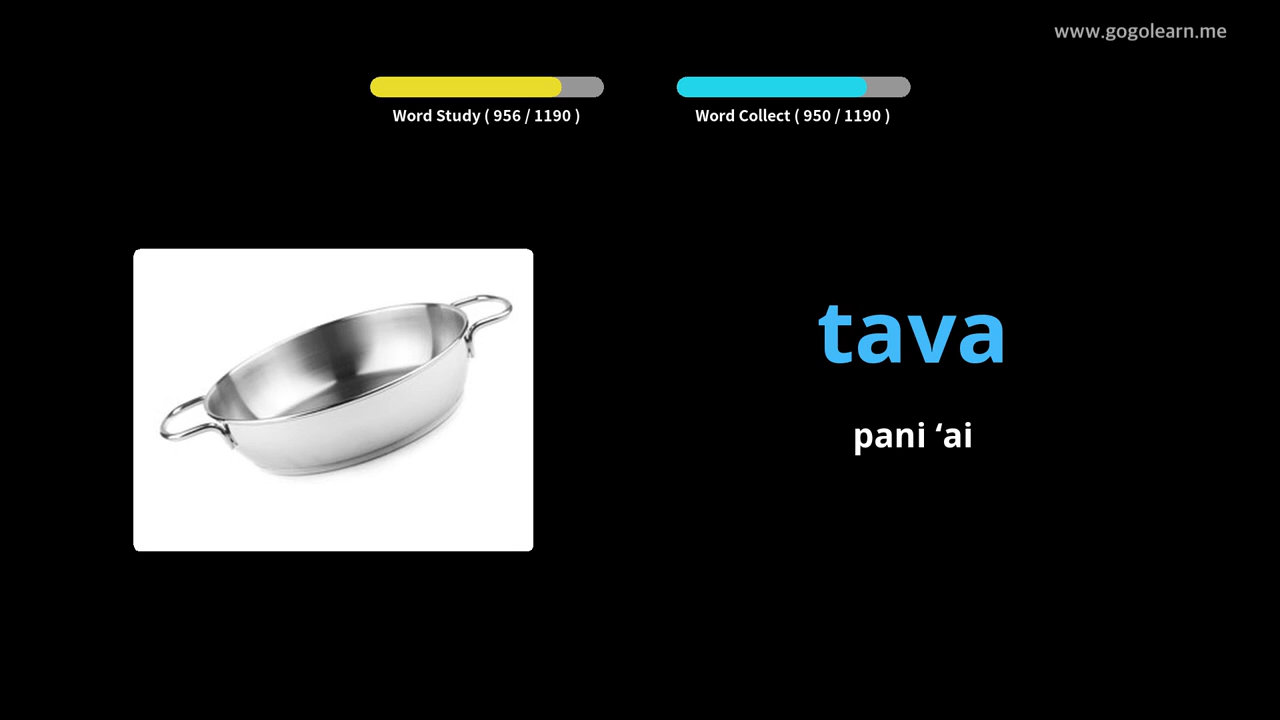 www.gogolearn.me
Word Study ( 956 / 1190 )
Word Collect ( 950 / 1190 )
tava
pani ‘ai